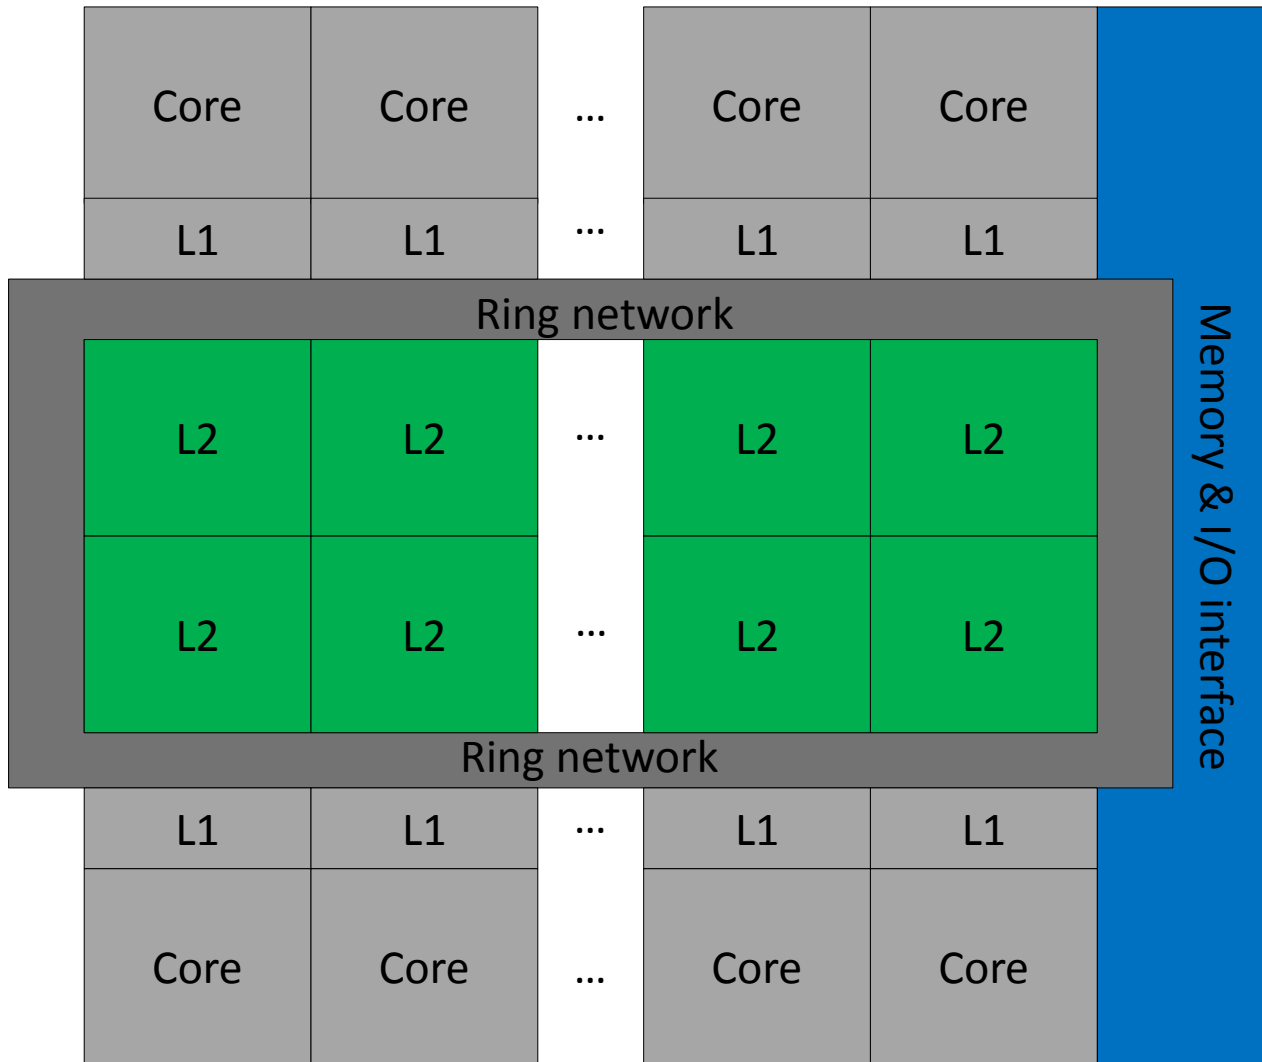 Core Core ... Core Core
L1 L1 ... L1 L1
Ring network
L2 L2 ... L2 L2
L2 L2 ... L2 L2
Ring network
L1 L1 ... L1 L1
Core Core ... Core Core
Memory & I/O interface